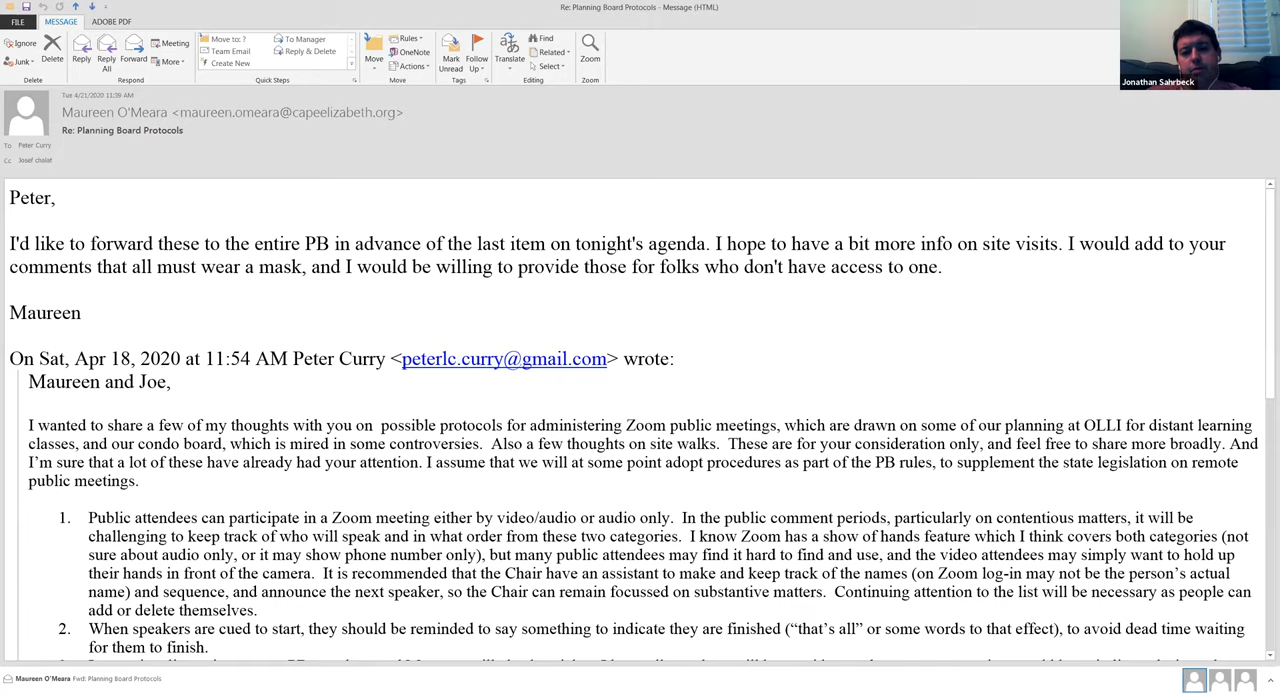 Re: Planning Board Protocols - Message (HTML)
FILE MESSAGE ADOBE PDF
Ignore
Junk
Delete
Delete
Reply
Reply All
Forward
Meeting
More
Respond
Move to: ?
Team Email
Create New
To Manager
Reply & Delete
Quick Steps
Move
Rules
OneNote
Actions
Move
Mark Unread
Follow Up
Tags
Translate
Find
Related
Select
Editing
Zoom
Zoom
Jonathan Sahrbeck
Tue 4/21/2020 11:39 AM
Maureen O'Meara <maureen.omeara@capeelizabeth.org>
Re: Planning Board Protocols
To Peter Curry
Cc Josef chalat
Peter,
I'd like to forward these to the entire PB in advance of the last item on tonight's agenda. I hope to have a bit more info on site visits. I would add to your
comments that all must wear a mask, and I would be willing to provide those for folks who don't have access to one.
Maureen
On Sat, Apr 18, 2020 at 11:54 AM Peter Curry <peterlc.curry@gmail.com> wrote:
Maureen and Joe,
I wanted to share a few of my thoughts with you on possible protocols for administering Zoom public meetings, which are drawn on some of our planning at OLLI for distant learning
classes, and our condo board, which is mired in some controversies. Also a few thoughts on site walks. These are for your consideration only, and feel free to share more broadly. And
I'm sure that a lot of these have already had your attention. I assume that we will at some point adopt procedures as part of the PB rules, to supplement the state legislation on remote
public meetings.
1. Public attendees can participate in a Zoom meeting either by video/audio or audio only. In the public comment periods, particularly on contentious matters, it will be
challenging to keep track of who will speak and in what order from these two categories. I know Zoom has a show of hands feature which I think covers both categories (not
sure about audio only, or it may show phone number only), but many public attendees may find it hard to find and use, and the video attendees may simply want to hold up
their hands in front of the camera. It is recommended that the Chair have an assistant to make and keep track of the names (on Zoom log-in may not be the person's actual
name) and sequence, and announce the next speaker, so the Chair can remain focussed on substantive matters. Continuing attention to the list will be necessary as people can
add or delete themselves.
2. When speakers are cued to start, they should be reminded to say something to indicate they are finished ("that's all" or some words to that effect), to avoid dead time waiting
for them to finish.
Maureen O'Meara Fwd: Planning Board Protocols